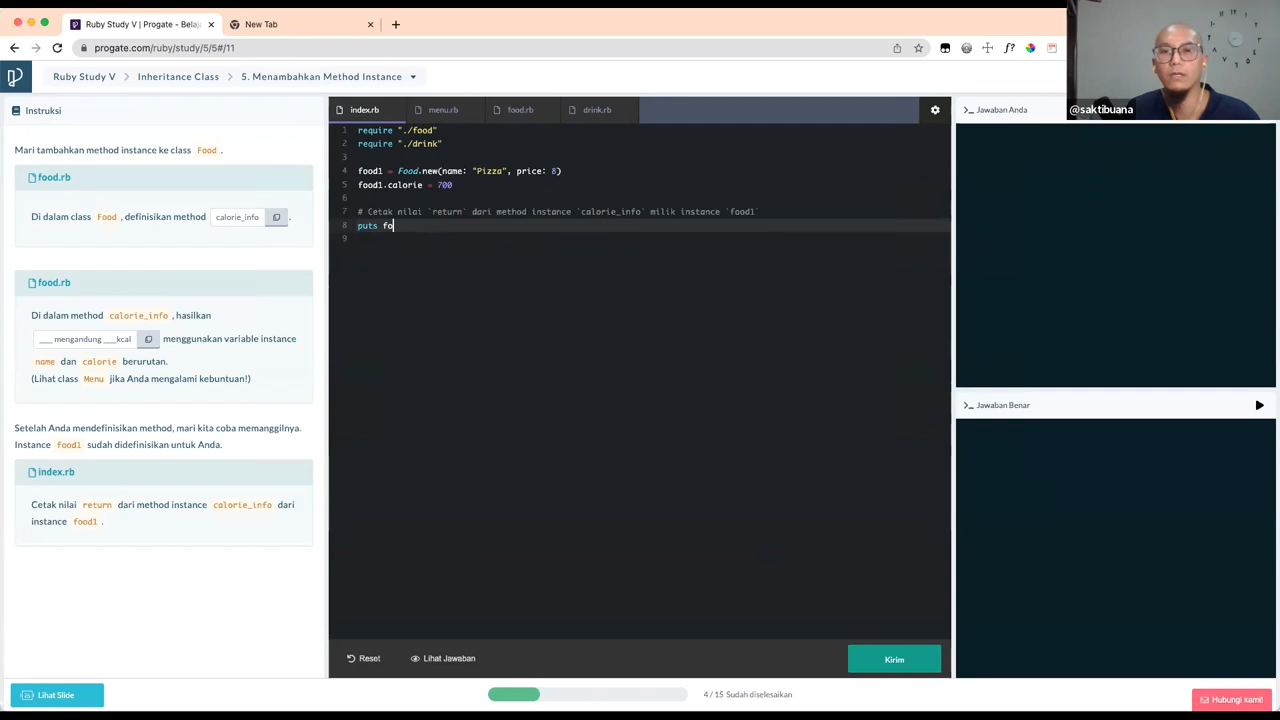 Ruby Study V | Progate - Belaj
New Tab
progate.com/ruby/study/5/5#/11
@saktibuana
Ruby Study V
Inheritance Class
5. Menambahkan Method Instance
Instruksi
Mari tambahkan method instance ke class Food .
food.rb
Di dalam class Food , definisikan method calorie_info .
food.rb
Di dalam method calorie_info , hasilkan
___ mengandung ___kcal menggunakan variable instance
name dan calorie berurutan.
(Lihat class Menu jika Anda mengalami kebuntuan!)
Setelah Anda mendefinisikan method, mari kita coba memanggilnya.
Instance food1 sudah didefinisikan untuk Anda.
index.rb
Cetak nilai return dari method instance calorie_info dari
instance food1 .
index.rb
menu.rb
food.rb
drink.rb
1 require "./food"
2 require "./drink"
3
4 food1 = Food.new(name: "Pizza", price: 8)
5 food1.calorie = 700
6
7 # Cetak nilai `return` dari method instance `calorie_info` milik instance `food1`
8 puts fo
9
Reset
Lihat Jawaban
Kirim
Jawaban Anda
Jawaban Benar
Lihat Slide
4 / 15 Sudah diselesaikan
Hubungi kami!